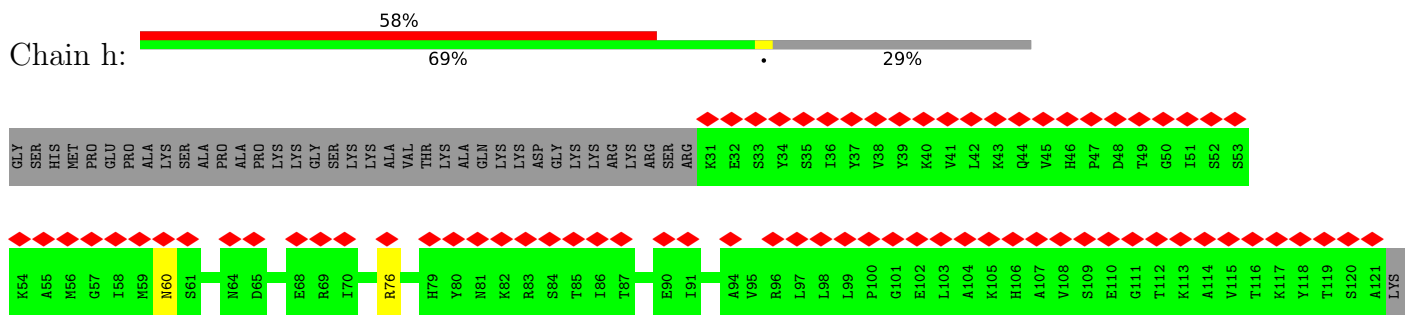 58%
Chain h:
69% • 29%
GLY SER HIS MET PRO GLU PRO ALA LYS SER ALA PRO ALA PRO LYS LYS GLY SER LYS LYS ALA VAL THR LYS ALA GLN LYS LYS ASP GLY LYS LYS ARG LYS ARG SER ARG K31 E32 S33 Y34 S35 I36 Y37 V38 Y39 K40 V41 L42 K43 Q44 V45 H46 P47 D48 T49 G50 I51 S52 S53
K54 A55 M56 G57 I58 M59 N60 S61 N64 D65 E68 R69 I70 R76 H79 Y80 N81 K82 R83 S84 T85 I86 T87 E90 I91 A94 V95 R96 L97 L98 L99 P100 G101 E102 L103 A104 K105 H106 A107 V108 S109 E110 G111 T112 K113 A114 V115 T116 K117 Y118 T119 S120 A121 LYS